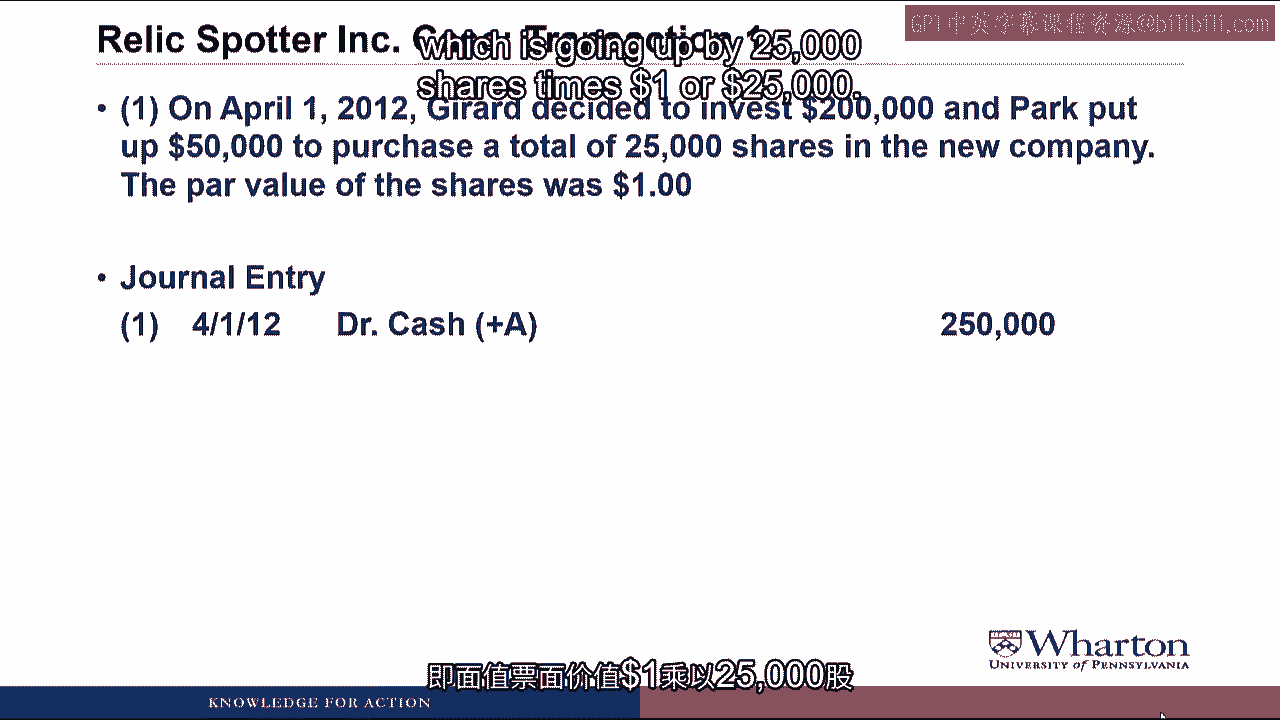 Relic Spotter Inc. Case: Transaction 1
which is going up by 25,000
shares times $1 or $25,000.
GPT中英字幕课程资源@bilibili.com
• (1) On April 1, 2012, Girard decided to invest $200,000 and Park put
up $50,000 to purchase a total of 25,000 shares in the new company.
The par value of the shares was $1.00
• Journal Entry
(1) 4/1/12 Dr. Cash (+A) 250,000
Wharton
UNIVERSITY of PENNSYLVANIA
即面值票面价值$1乘以25,000股
KNOWLEDGE FOR ACTION